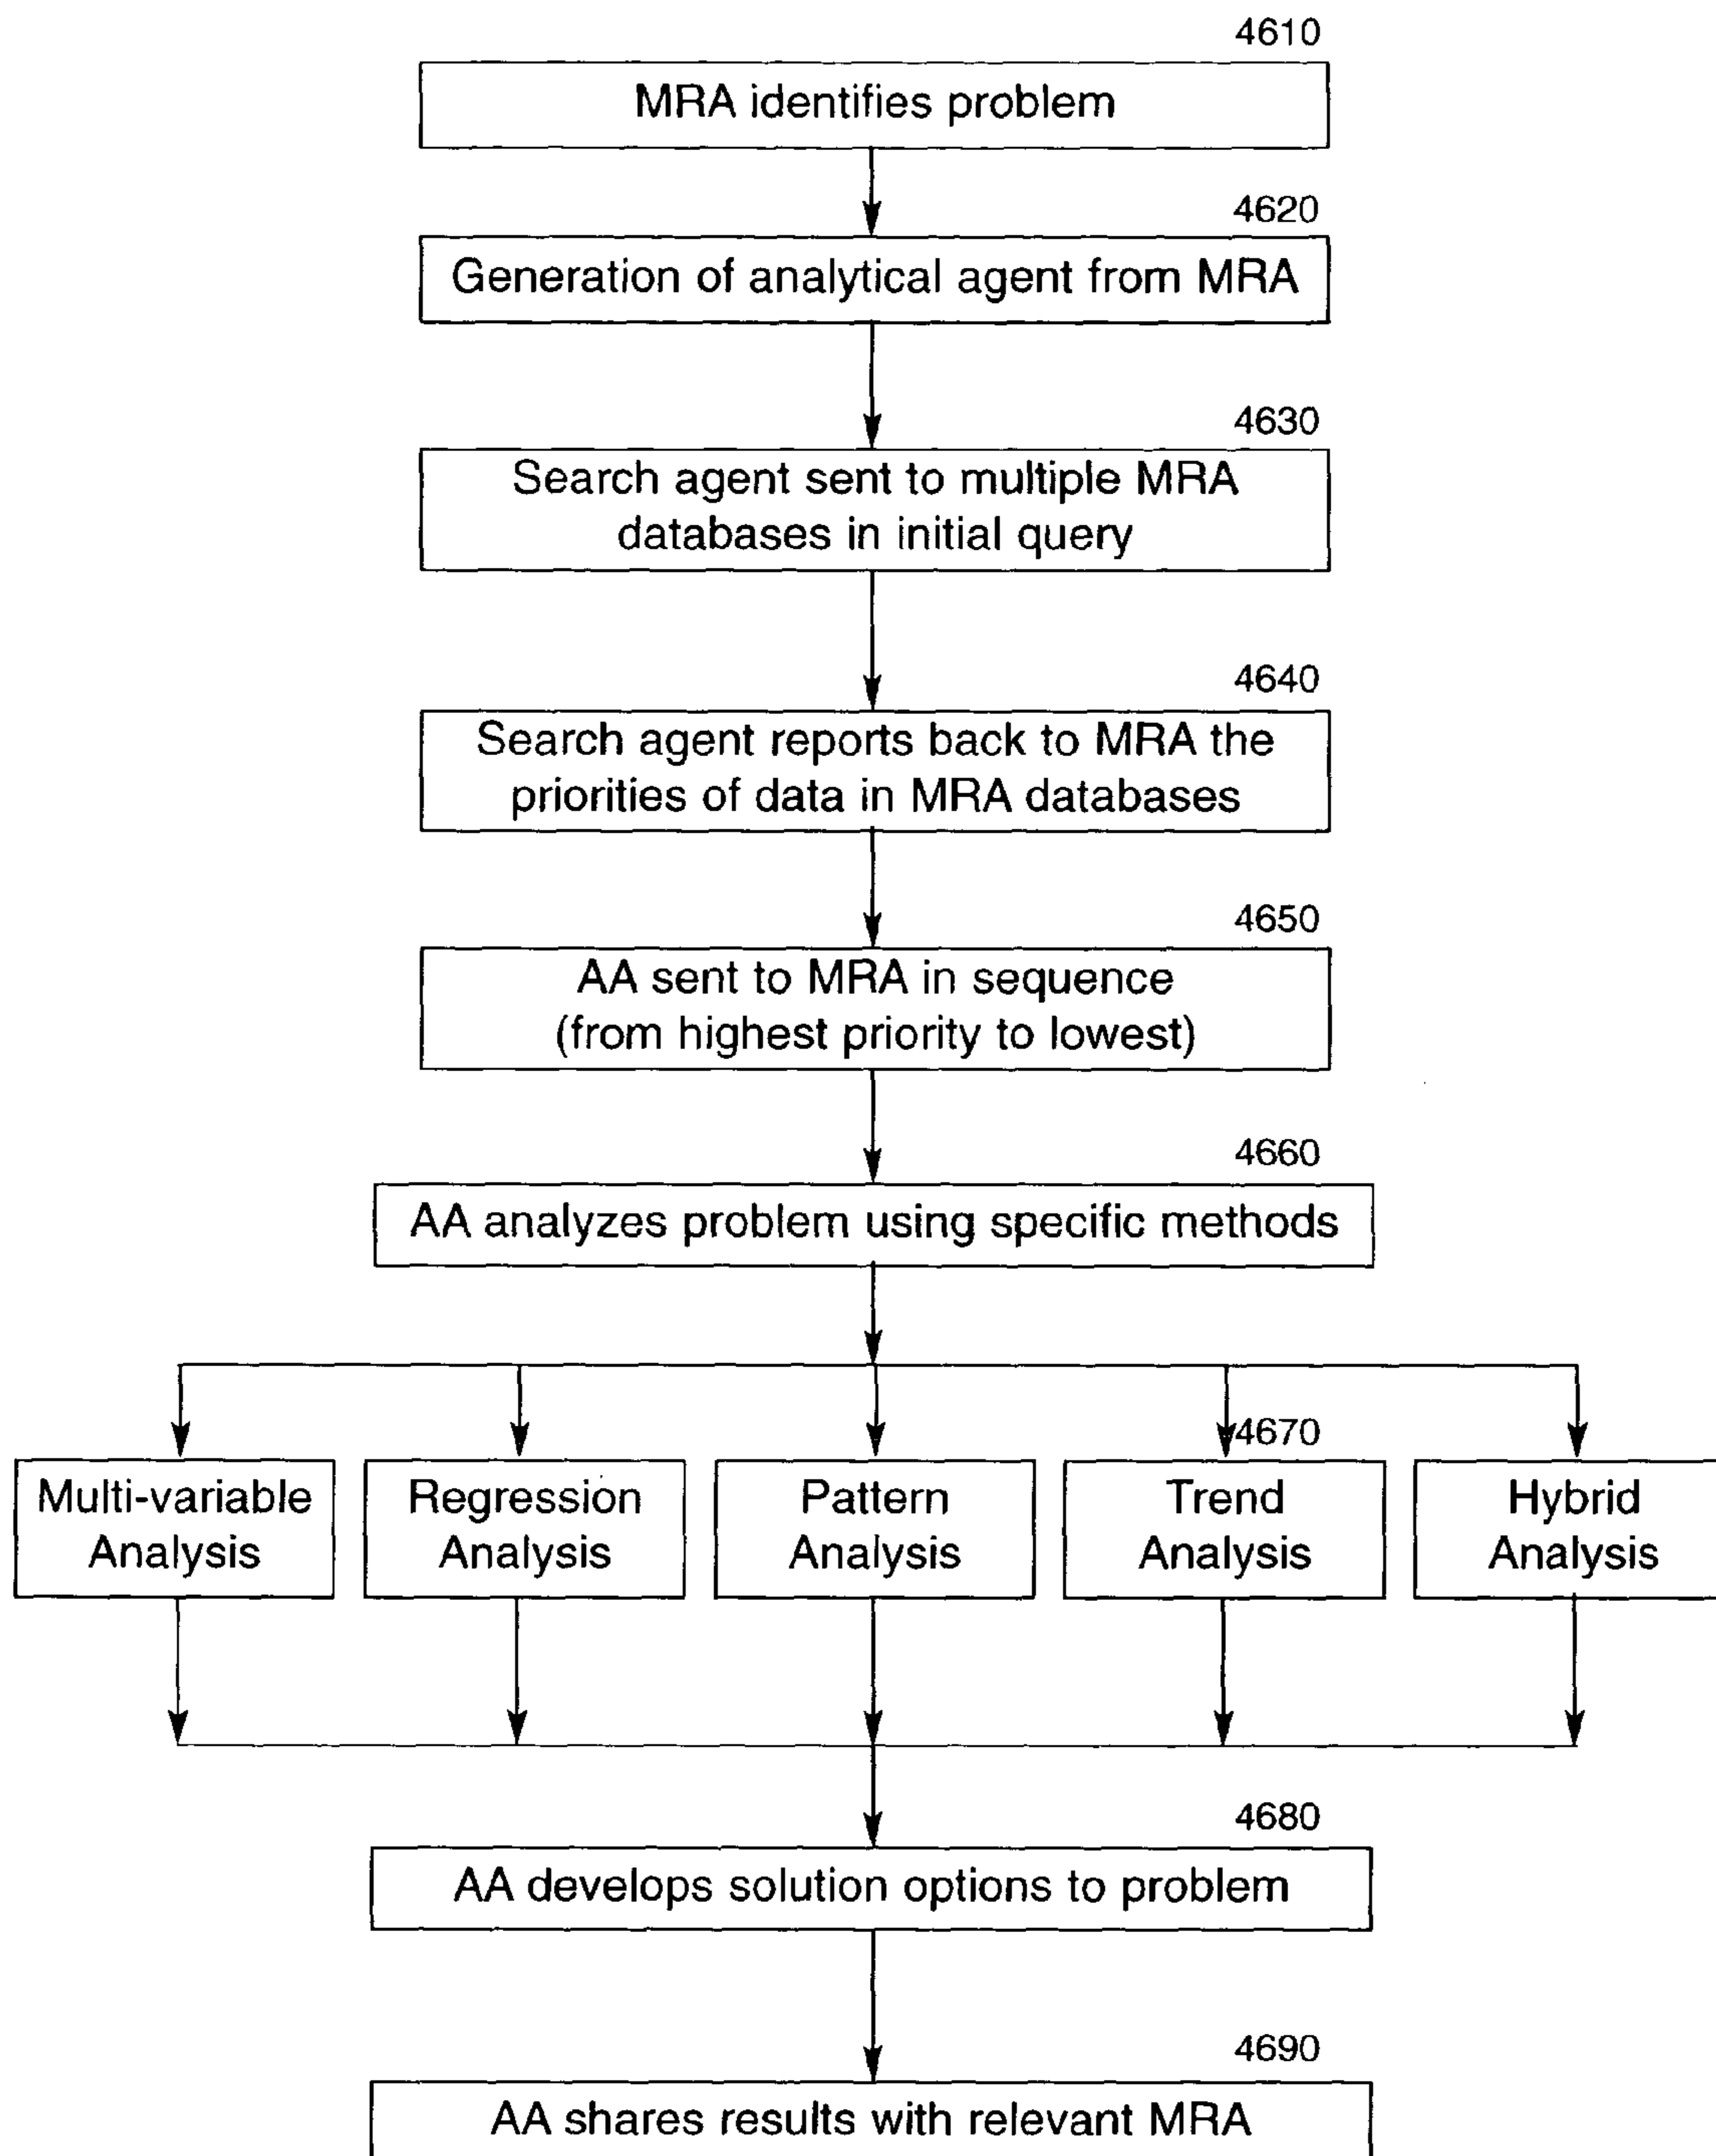 4610
MRA identifies problem
4620
Generation of analytical agent from MRA
4630
Search agent sent to multiple MRA
databases in initial query
4640
Search agent reports back to MRA the
priorities of data in MRA databases
4650
AA sent to MRA in sequence
(from highest priority to lowest)
4660
AA analyzes problem using specific methods
4670
Multi-variable
Analysis
Regression
Analysis
Pattern
Analysis
Trend
Analysis
Hybrid
Analysis
4680
AA develops solution options to problem
4690
AA shares results with relevant MRA